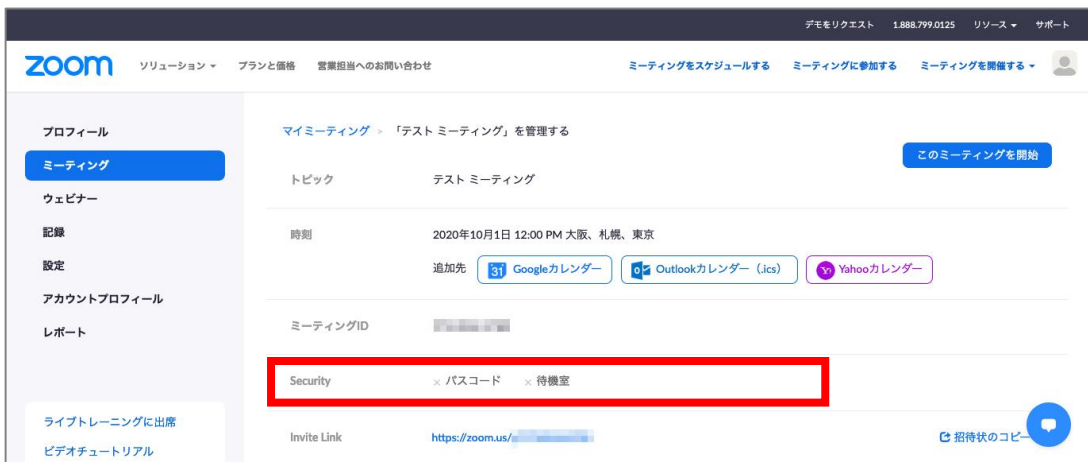 デモをリクエスト 1.888.799.0125 リソース サポート
zoom ソリューション プランと価格 営業担当へのお問い合わせ ミーティングをスケジュールする ミーティングに参加する ミーティングを開催する
プロフィール
ミーティング
ウェビナー
記録
設定
アカウントプロフィール
レポート
ライブトレーニングに出席
ビデオチュートリアル
マイミーティング > 「テスト ミーティング」を管理する
このミーティングを開始
トピック テスト ミーティング
時刻 2020年10月1日 12:00 PM 大阪、札幌、東京
追加先 31 Googleカレンダー Outlookカレンダー（.ics） Yahooカレンダー
ミーティングID
Security × パスコード × 待機室
Invite Link https://zoom.us/ 招待状のコピー